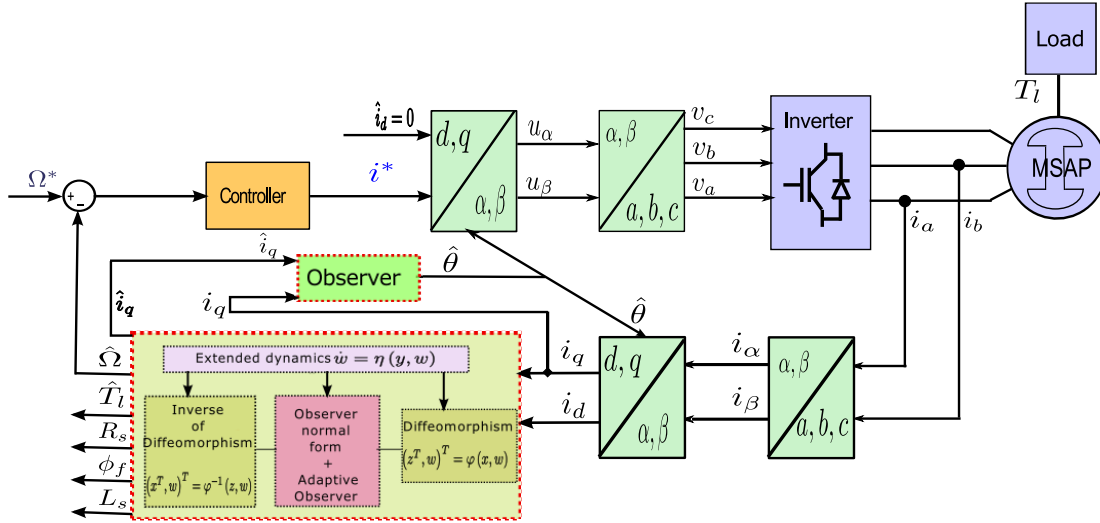 Load
T_l
î_d = 0
d, q
u_α
α, β
v_c
Inverter
v_b
MSAP
Ω*
+
-
Controller
i*
u_β
α, β
a, b, c
v_a
i_a
i_b
î_q
Observer
θ̂
θ̂
î_q
i_q
Ω̂
Extended dynamics ẇ = η (y, w)
i_q
d, q
i_α
α, β
T̂_l
R_s
ϕ_f
L_s
Inverse
of
Diffeomorphism
(x^T, w)^T = φ^{-1} (z, w)
Observer
normal
form
+
Adaptive
Observer
Diffeomorphism
(z^T, w)^T = φ (x, w)
i_d
α, β
i_β
a, b, c